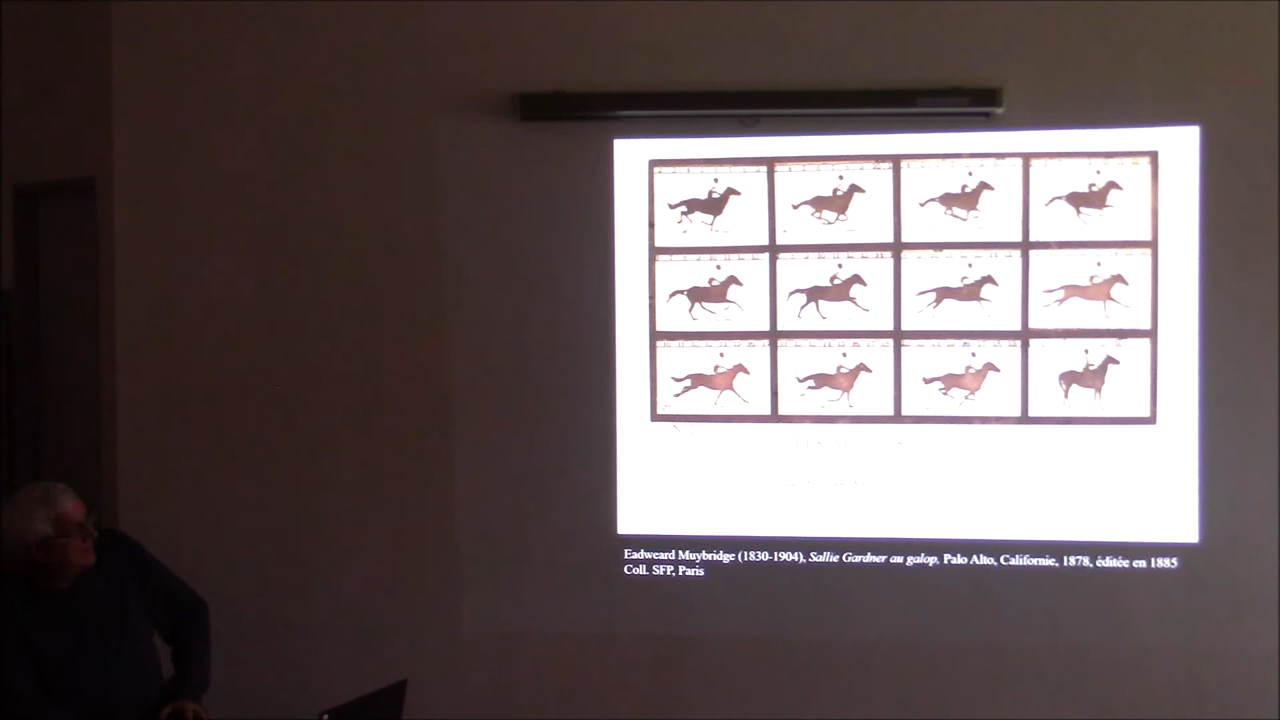 Eadweard Muybridge (1830-1904), Sallie Gardner au galop, Palo Alto, Californie, 1878, éditée en 1885
Coll. SFP, Paris